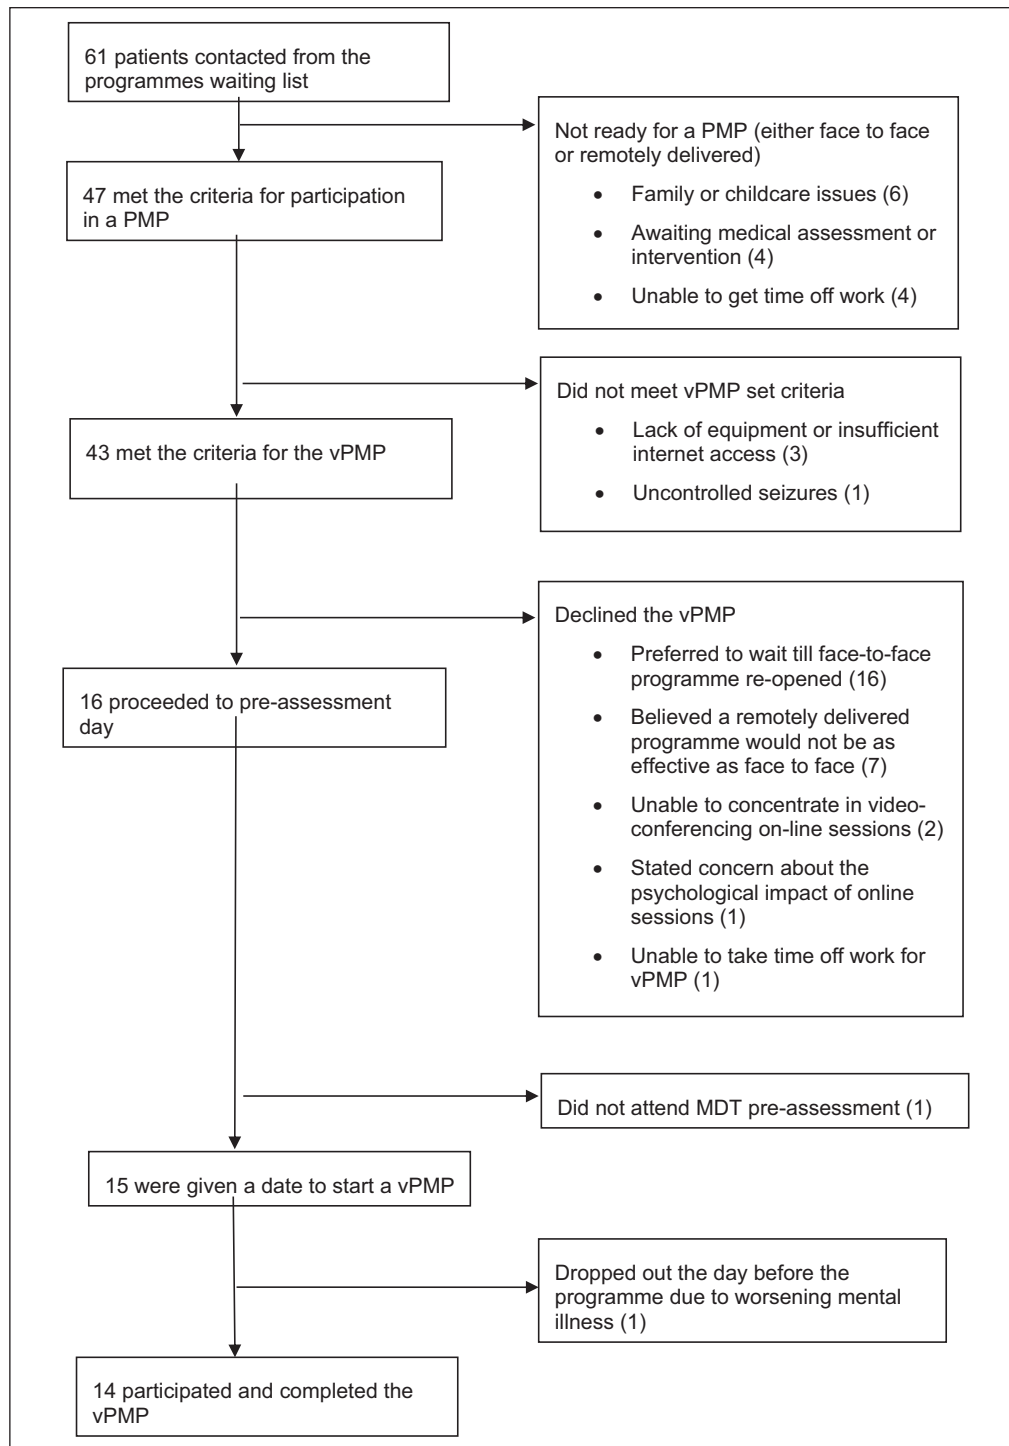 61 patients contacted from the
programmes waiting list
Not ready for a PMP (either face to face
or remotely delivered)
• Family or childcare issues (6)
• Awaiting medical assessment or
intervention (4)
• Unable to get time off work (4)
47 met the criteria for participation
in a PMP
Did not meet vPMP set criteria
• Lack of equipment or insufficient
internet access (3)
• Uncontrolled seizures (1)
43 met the criteria for the vPMP
Declined the vPMP
• Preferred to wait till face-to-face
programme re-opened (16)
• Believed a remotely delivered
programme would not be as
effective as face to face (7)
• Unable to concentrate in video-
conferencing on-line sessions (2)
• Stated concern about the
psychological impact of online
sessions (1)
• Unable to take time off work for
vPMP (1)
16 proceeded to pre-assessment
day
Did not attend MDT pre-assessment (1)
15 were given a date to start a vPMP
Dropped out the day before the
programme due to worsening mental
illness (1)
14 participated and completed the
vPMP